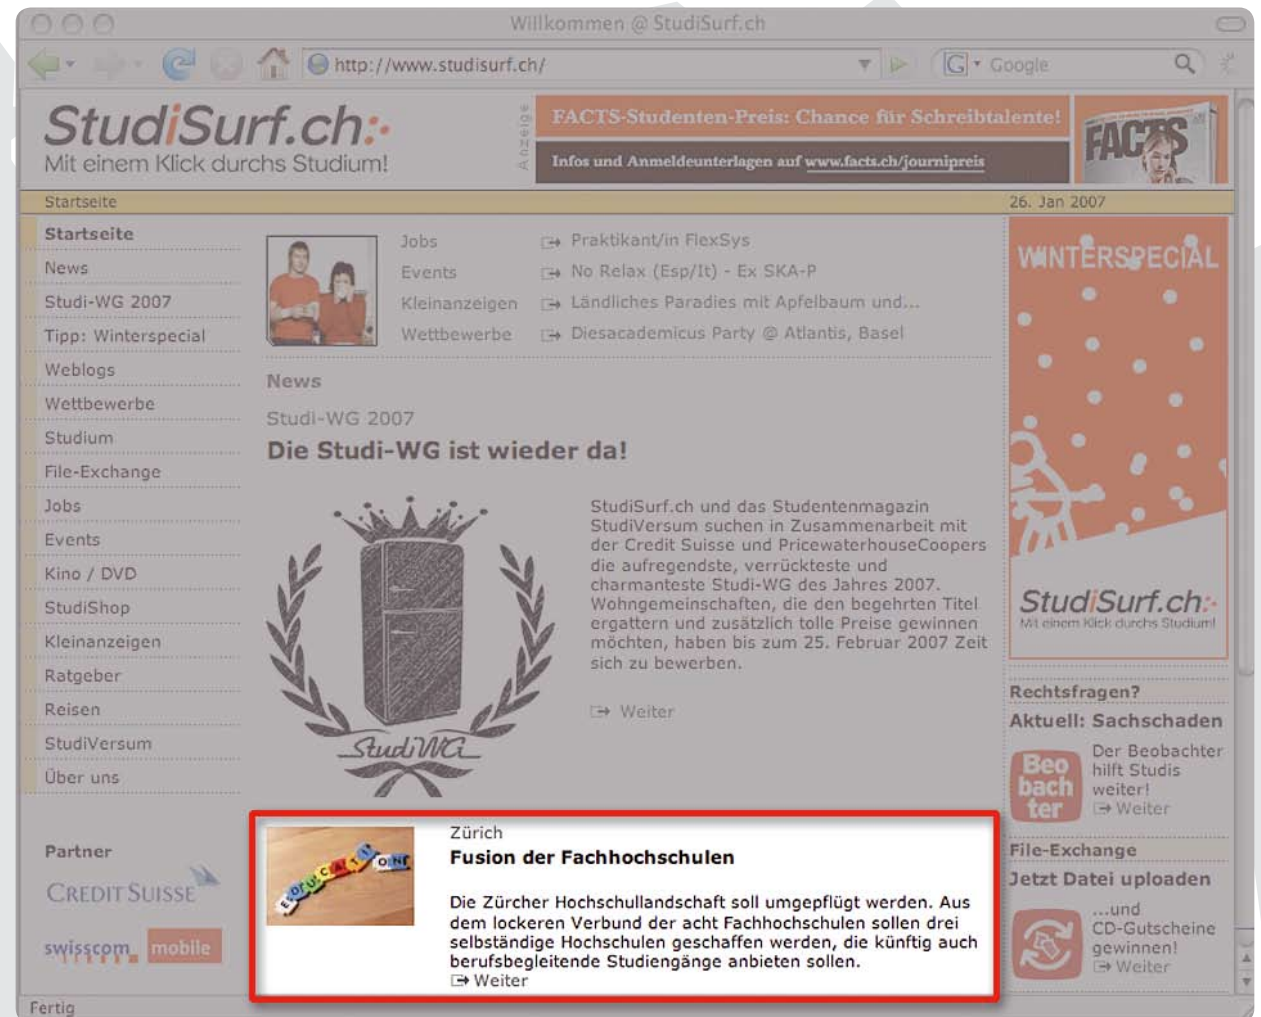 Willkommen @ StudiSurf.ch
http://www.studisurf.ch/
G
Google
StudiSurf.ch:·
Mit einem Klick durchs Studium!
Anzeige
FACTS-Studenten-Preis: Chance für Schreibtalente!
Infos und Anmeldeunterlagen auf www.facts.ch/journipreis
FACTS
Startseite
26. Jan 2007
Startseite
News
Studi-WG 2007
Tipp: Winterspecial
Weblogs
Wettbewerbe
Studium
File-Exchange
Jobs
Events
Kino / DVD
StudiShop
Kleinanzeigen
Ratgeber
Reisen
StudiVersum
Über uns
Partner
CREDIT SUISSE
swisscom mobile
Jobs Praktikant/in FlexSys
Events No Relax (Esp/It) - Ex SKA-P
Kleinanzeigen Ländliches Paradies mit Apfelbaum und...
Wettbewerbe Diesacademicus Party @ Atlantis, Basel
News
Studi-WG 2007
Die Studi-WG ist wieder da!
StudiWG
StudiSurf.ch und das Studentenmagazin
StudiVersum suchen in Zusammenarbeit mit
der Credit Suisse und PricewaterhouseCoopers
die aufregendste, verrückteste und
charmanteste Studi-WG des Jahres 2007.
Wohngemeinschaften, die den begehrten Titel
ergattern und zusätzlich tolle Preise gewinnen
möchten, haben bis zum 25. Februar 2007 Zeit
sich zu bewerben.
Weiter
EDUCATION
Zürich
Fusion der Fachhochschulen
Die Zürcher Hochschullandschaft soll umgepflügt werden. Aus
dem lockeren Verbund der acht Fachhochschulen sollen drei
selbständige Hochschulen geschaffen werden, die künftig auch
berufsbegleitende Studiengänge anbieten sollen.
Weiter
WINTERSPECIAL
StudiSurf.ch:·
Mit einem Klick durchs Studium!
Rechtsfragen?
Aktuell: Sachschaden
Beo
bach
ter
Der Beobachter
hilft Studis
weiter!
Weiter
File-Exchange
Jetzt Datei uploaden
...und
CD-Gutscheine
gewinnen!
Weiter
Fertig